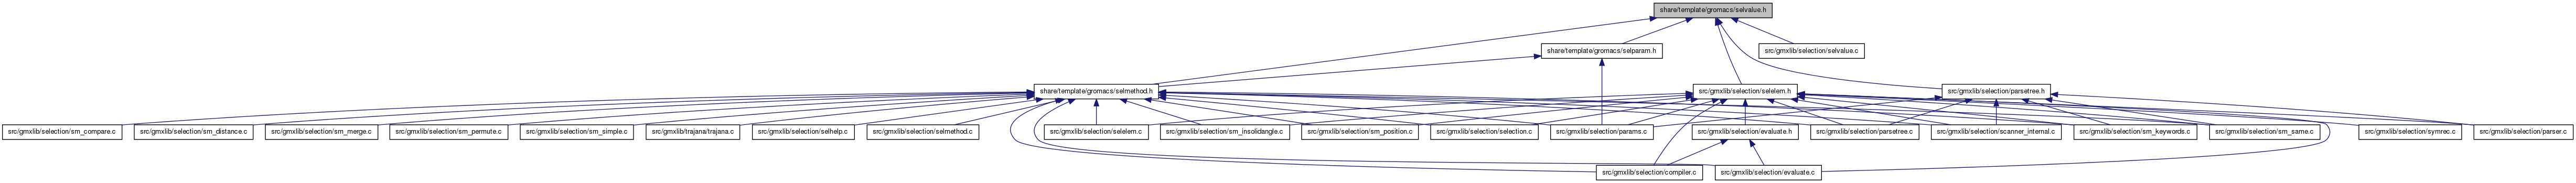 share/template/gromacs/selvalue.h
share/template/gromacs/selparam.h
src/gmxlib/selection/selvalue.c
share/template/gromacs/selmethod.h
src/gmxlib/selection/selelem.h
src/gmxlib/selection/parsetree.h
src/gmxlib/selection/sm_compare.c
src/gmxlib/selection/sm_distance.c
src/gmxlib/selection/sm_merge.c
src/gmxlib/selection/sm_permute.c
src/gmxlib/selection/sm_simple.c
src/gmxlib/trajana/trajana.c
src/gmxlib/selection/selhelp.c
src/gmxlib/selection/selmethod.c
src/gmxlib/selection/selelem.c
src/gmxlib/selection/sm_insolidangle.c
src/gmxlib/selection/sm_position.c
src/gmxlib/selection/selection.c
src/gmxlib/selection/params.c
src/gmxlib/selection/evaluate.h
src/gmxlib/selection/parsetree.c
src/gmxlib/selection/scanner_internal.c
src/gmxlib/selection/sm_keywords.c
src/gmxlib/selection/sm_same.c
src/gmxlib/selection/symrec.c
src/gmxlib/selection/parser.c
src/gmxlib/selection/compiler.c
src/gmxlib/selection/evaluate.c